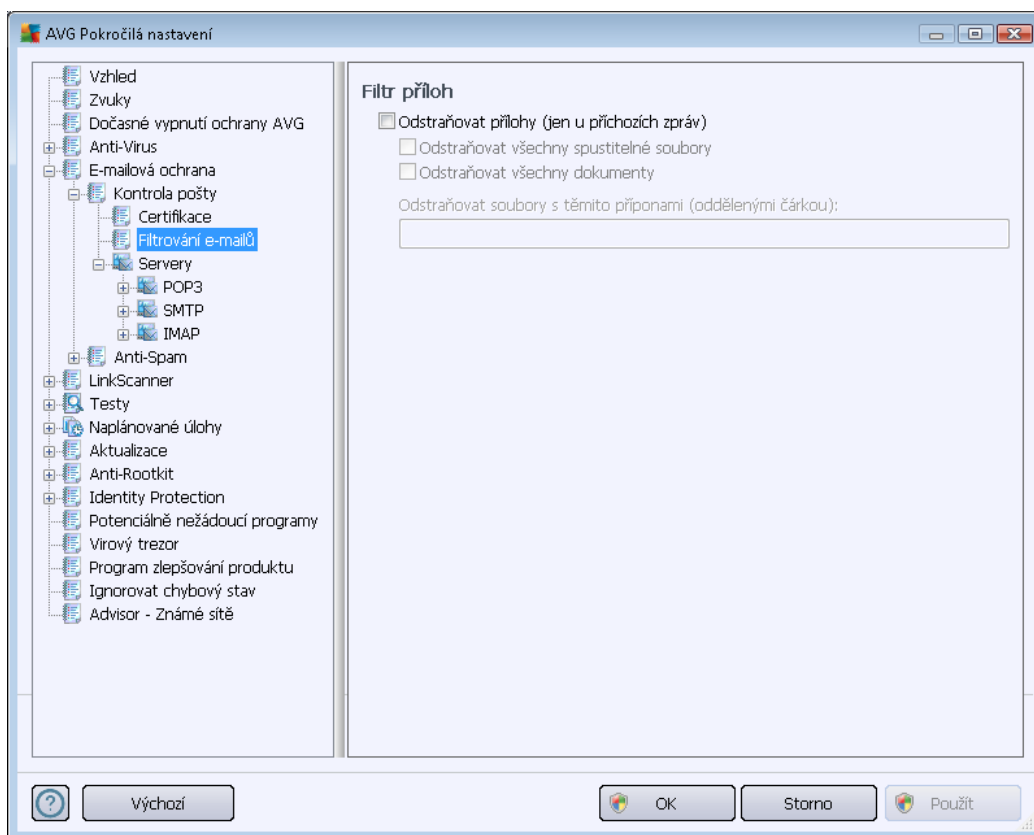 AVG Pokročilá nastavení
Vzhled
Zvuky
Dočasné vypnutí ochrany AVG
Anti-Virus
E-mailová ochrana
Kontrola pošty
Certifikace
Filtrování e-mailů
Servery
POP3
SMTP
IMAP
Anti-Spam
LinkScanner
Testy
Naplánované úlohy
Aktualizace
Anti-Rootkit
Identity Protection
Potenciálně nežádoucí programy
Virový trezor
Program zlepšování produktu
Ignorovat chybový stav
Advisor - Známé sítě
Filtr příloh
Odstraňovat přílohy (jen u příchozích zpráv)
Odstraňovat všechny spustitelné soubory
Odstraňovat všechny dokumenty
Odstraňovat soubory s těmito příponami (oddělenými čárkou):
Výchozí
OK
Storno
Použít